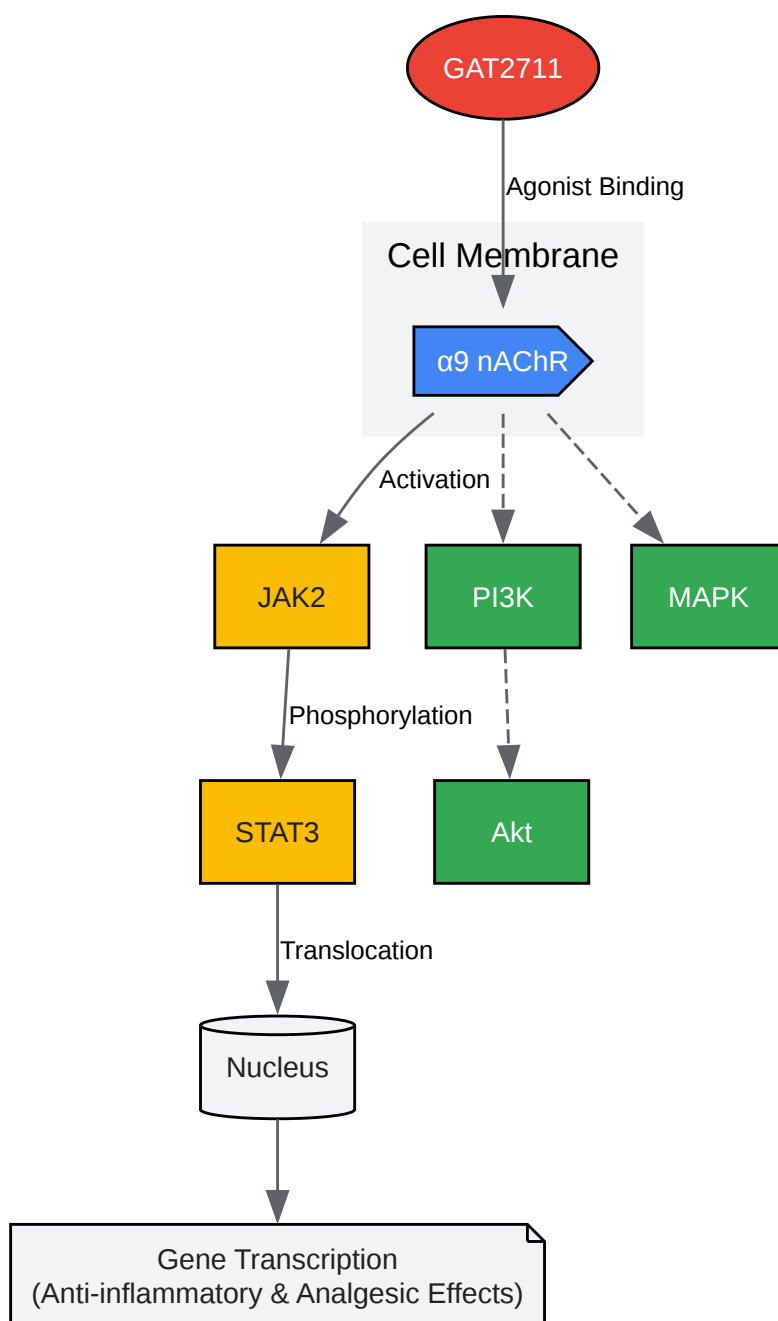 GAT2711
Agonist Binding
Cell Membrane
α9 nAChR
Activation
JAK2
PI3K
MAPK
Phosphorylation
STAT3
Akt
Translocation
Nucleus
Gene Transcription
(Anti-inflammatory & Analgesic Effects)